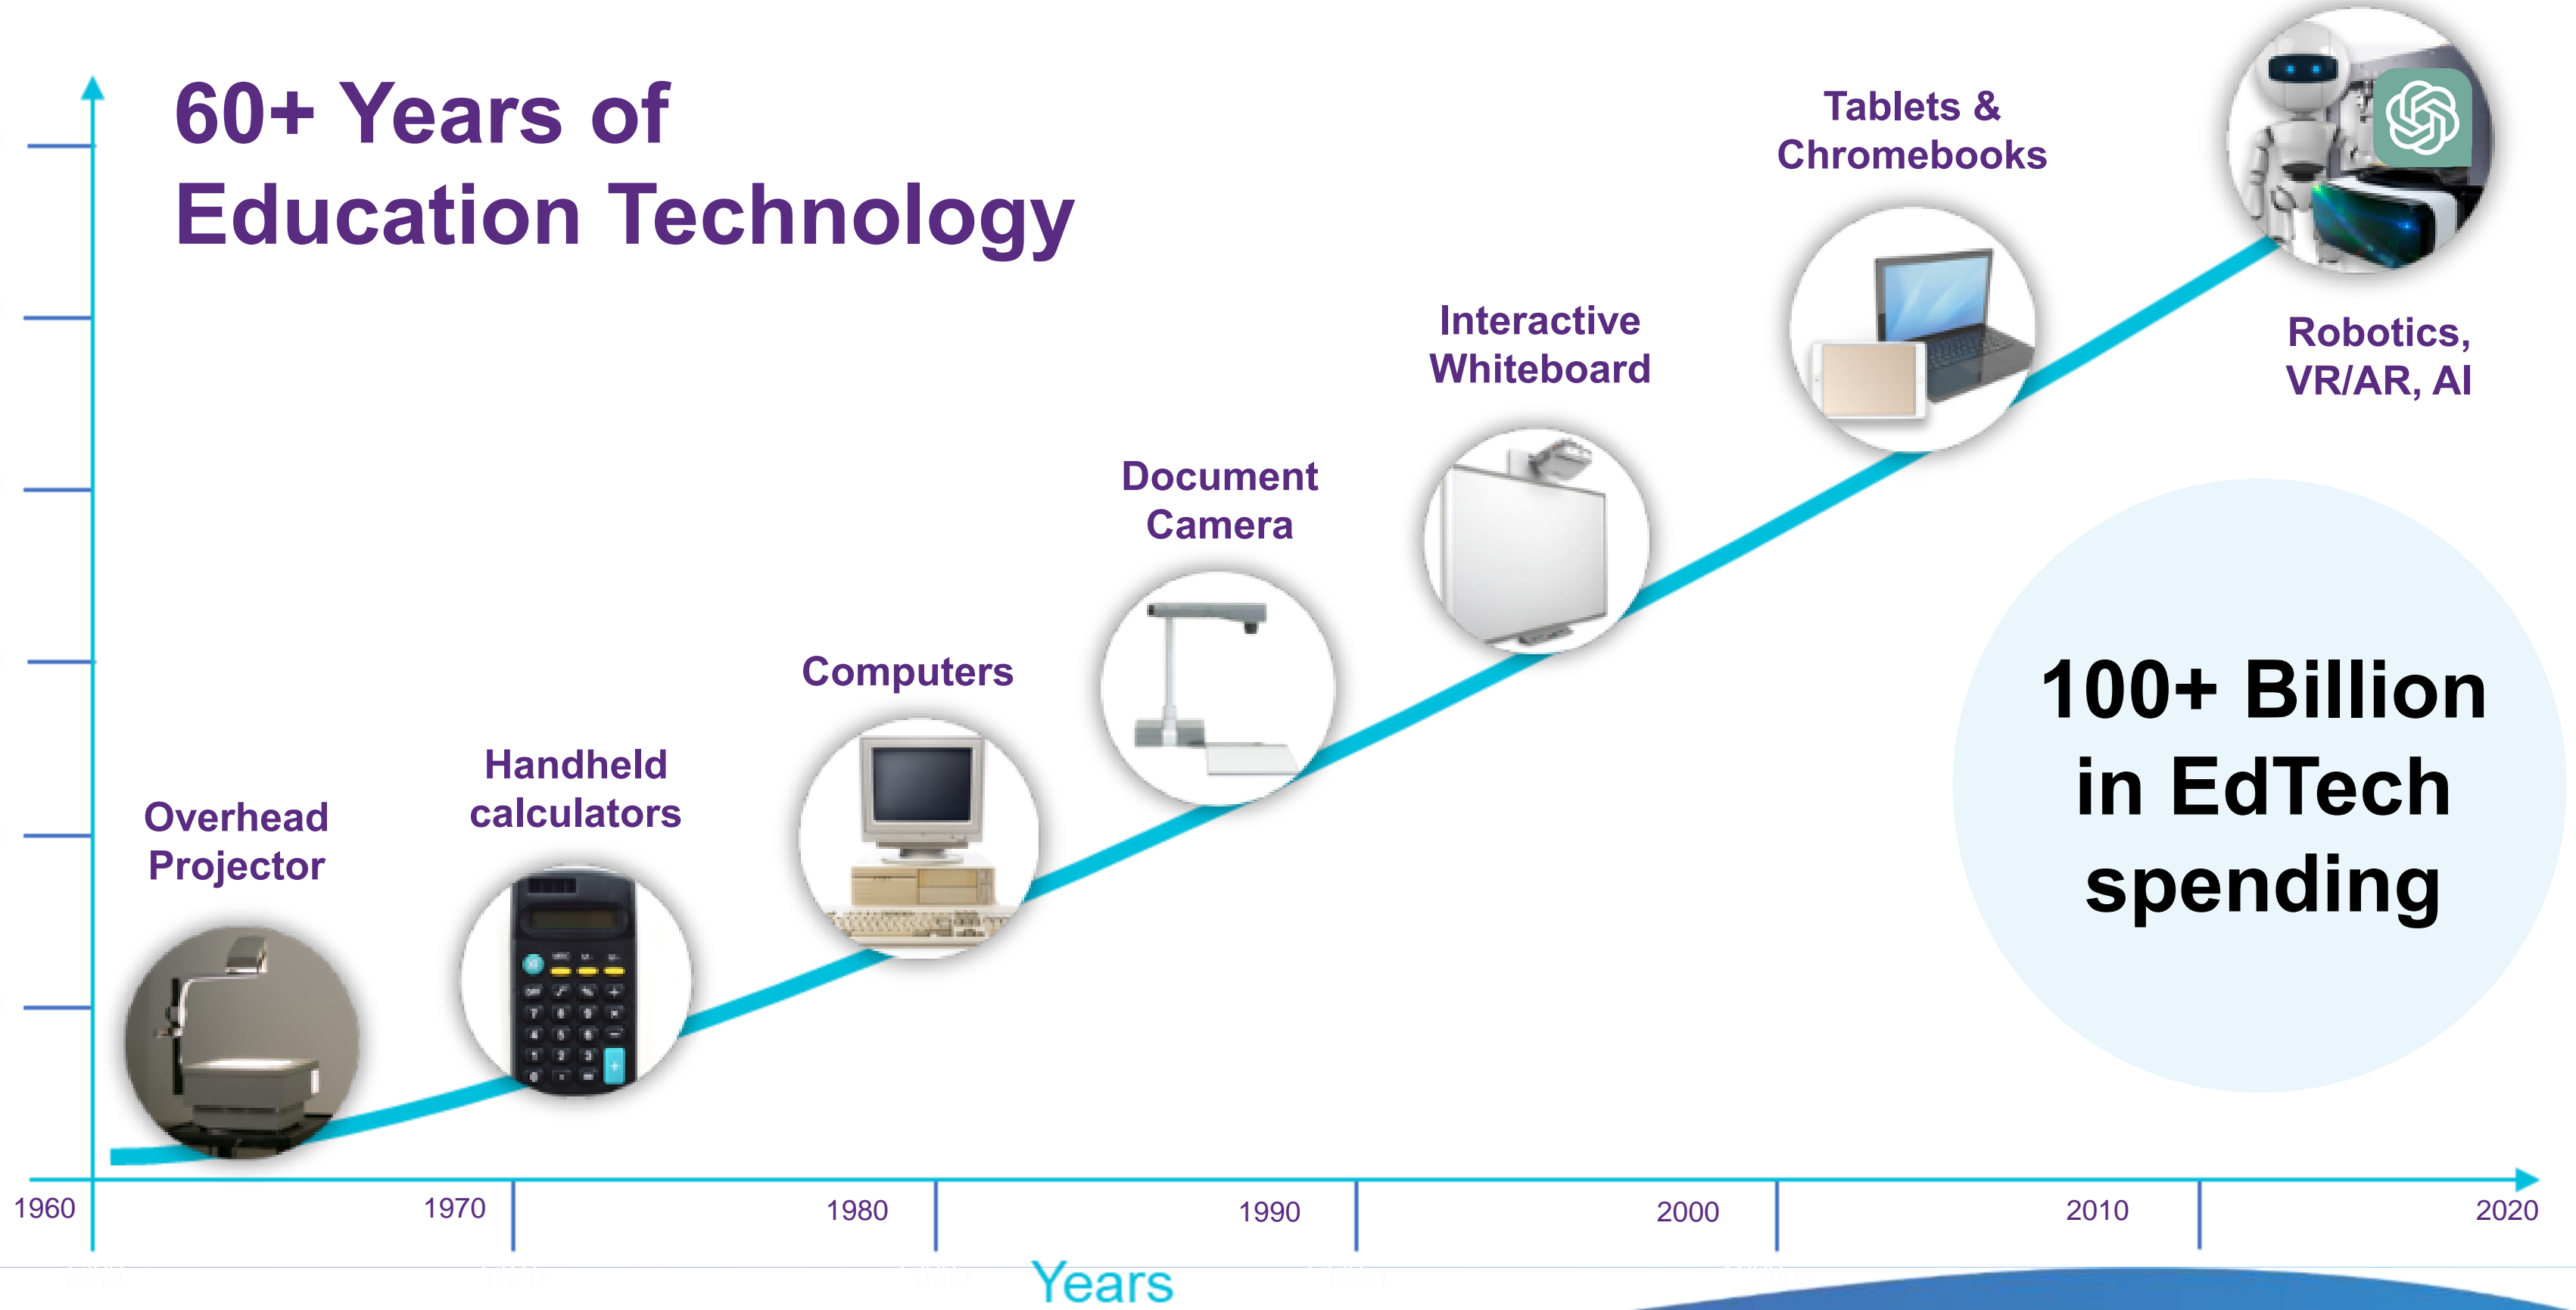 60+ Years of
Education Technology
Overhead
Projector
Handheld
calculators
Computers
Document
Camera
Interactive
Whiteboard
Tablets &
Chromebooks
Robotics,
VR/AR, AI
100+ Billion
in EdTech
spending
1960
1970
1980
1990
2000
2010
2020
Years